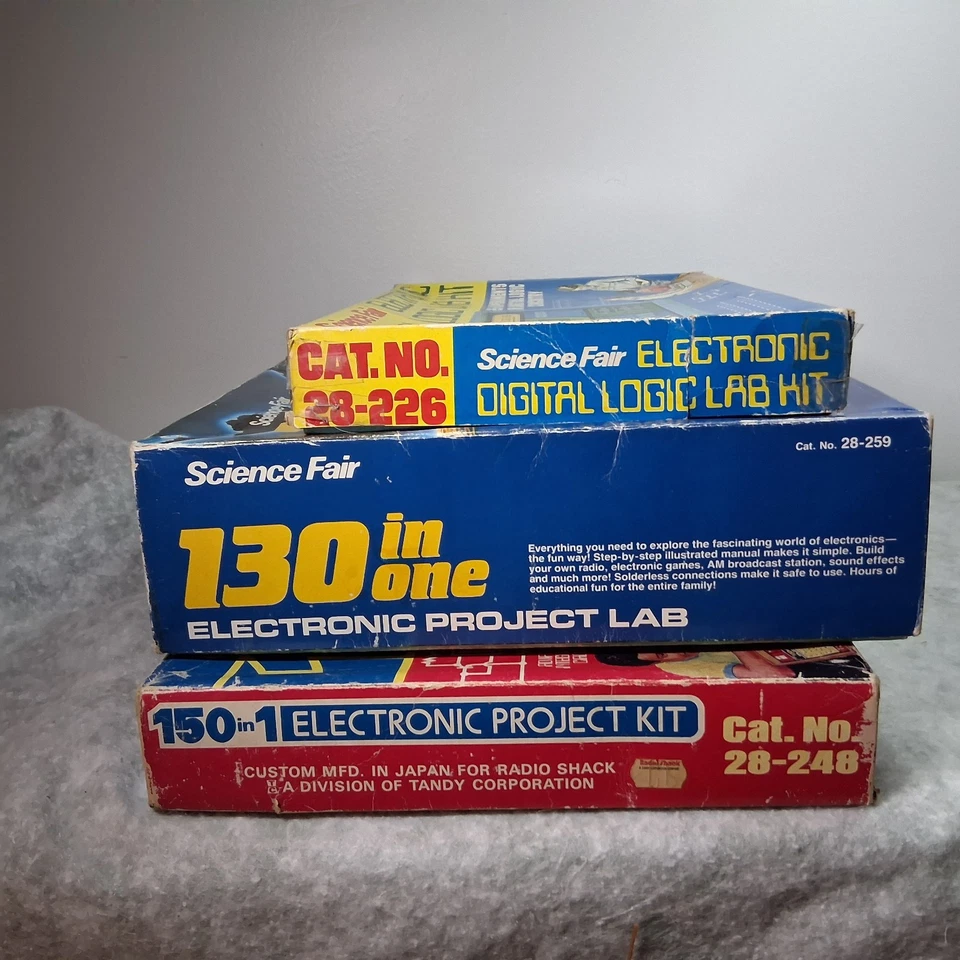 CAT. NO.
28-226
Science Fair ELECTRONIC
DIGITAL LOGIC LAB KIT
Science Fair
Cat. No. 28-259
Science Fair
130 in one
ELECTRONIC PROJECT LAB
Everything you need to explore the fascinating world of electronics—
the fun way! Step-by-step illustrated manual makes it simple. Build
your own radio, electronic games, AM broadcast station, sound effects
and much more! Solderless connections make it safe to use. Hours of
educational fun for the entire family!
150 in 1 ELECTRONIC PROJECT KIT
Cat. No.
28-248
CUSTOM MFD. IN JAPAN FOR RADIO SHACK
A DIVISION OF TANDY CORPORATION
Radio Shack